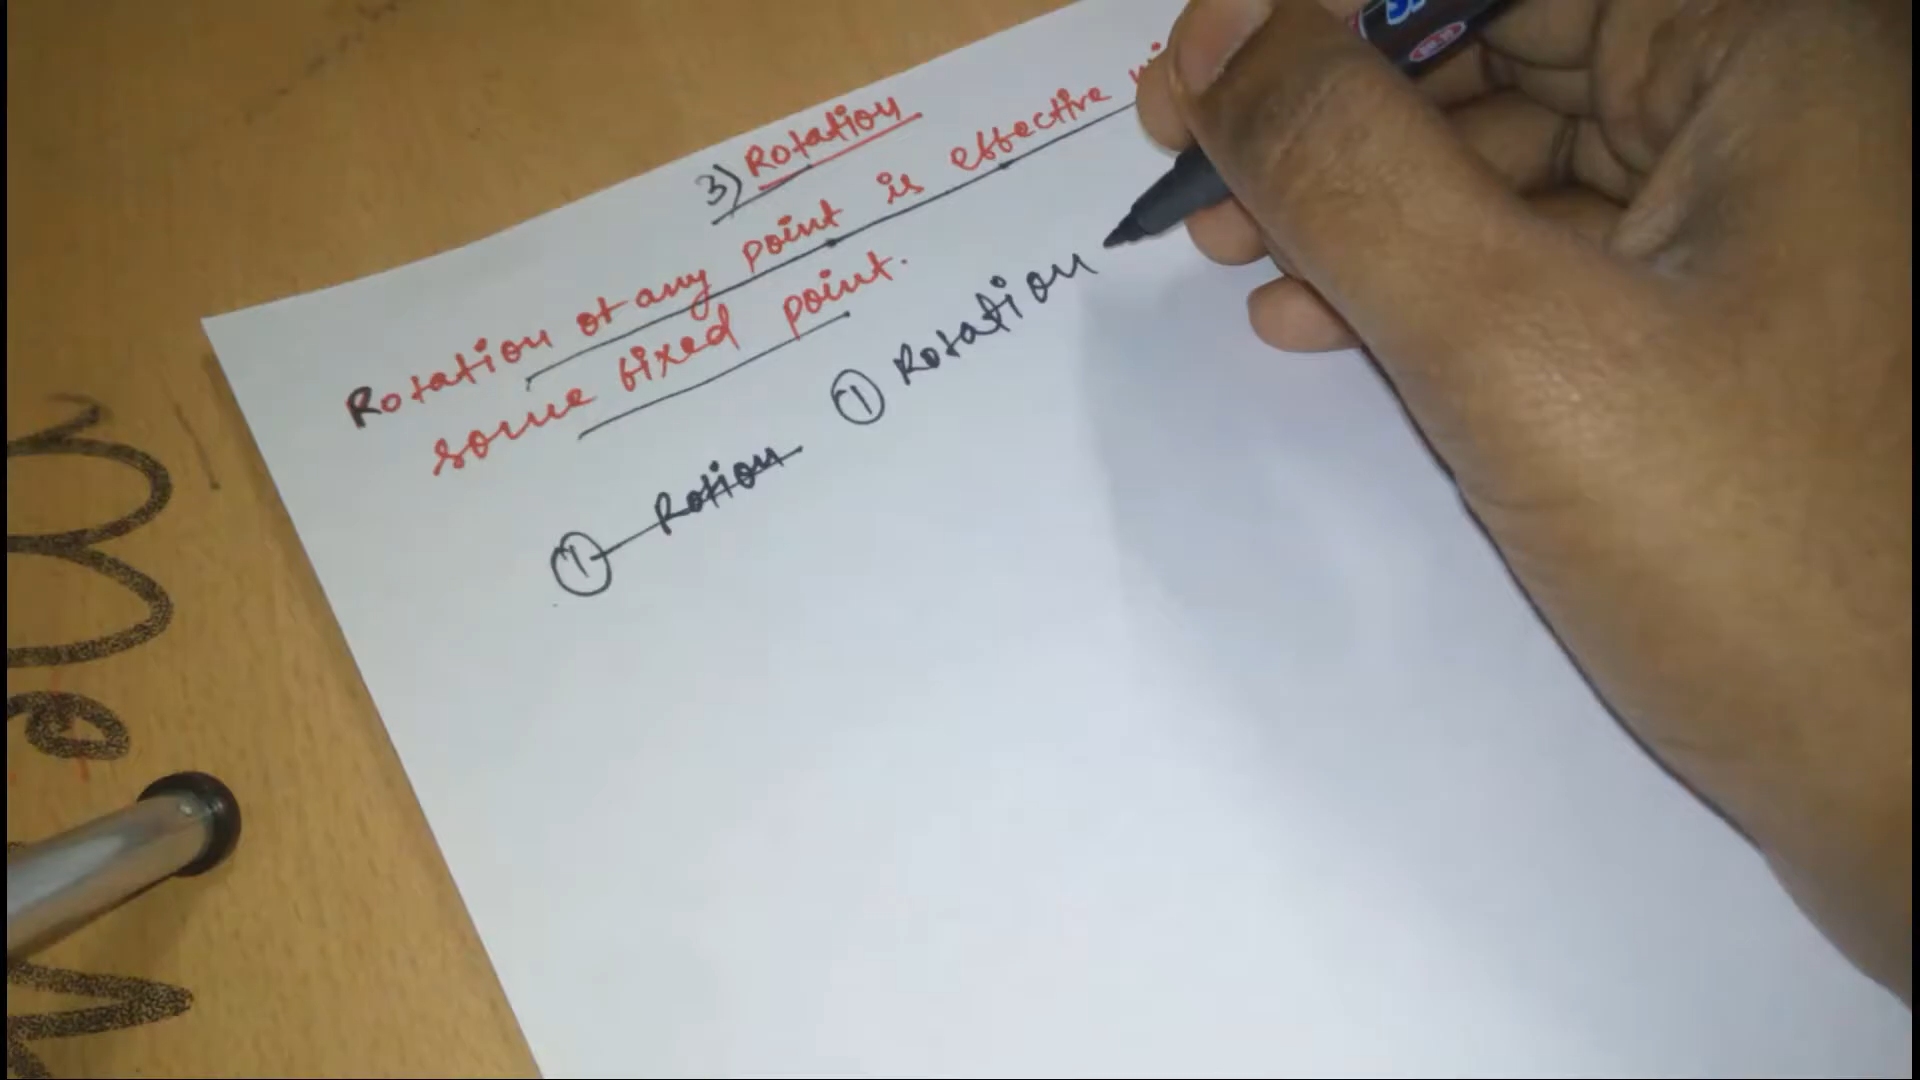 3) Rotation
Rotation of any point is effective
some fixed point.
① Rotation
① Rotion